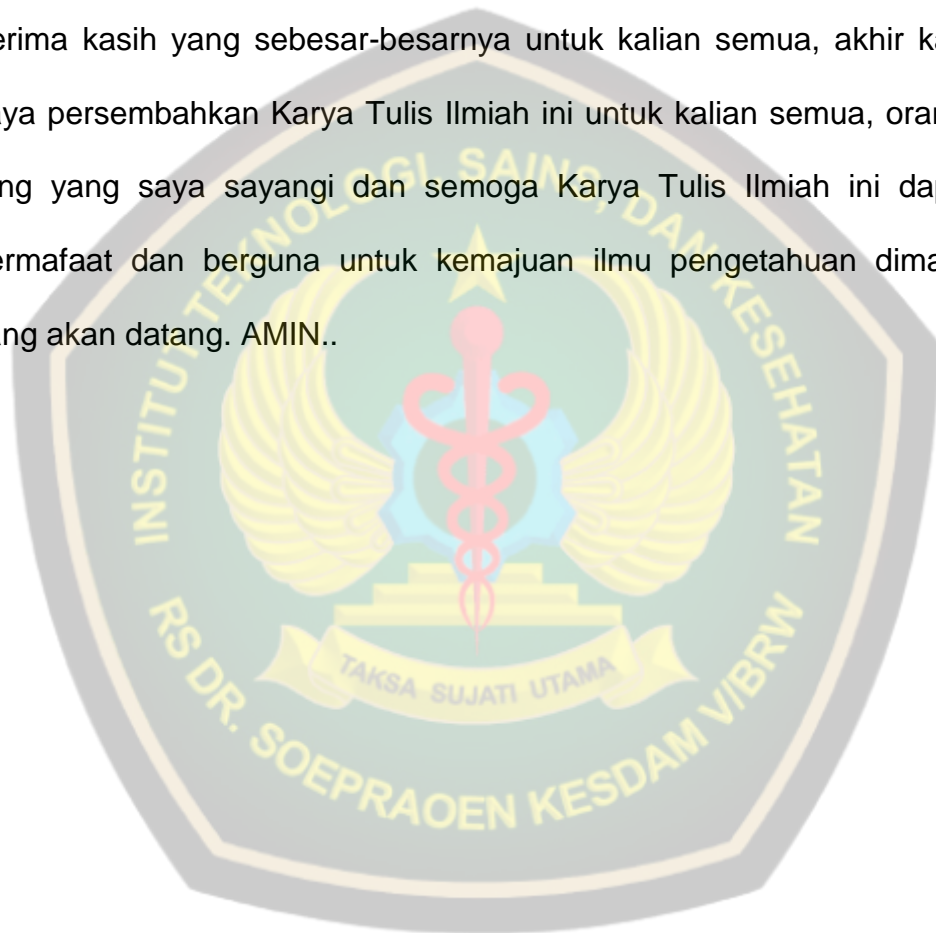 erima kasih yang sebesar-besarnya untuk kalian semua, akhir ka
aya persembahkan Karya Tulis Ilmiah ini untuk kalian semua, oran
ng yang saya sayangi dan semoga Karya Tulis Ilmiah ini dap
ermafaat dan berguna untuk kemajuan ilmu pengetahuan dima
ang akan datang. AMIN..
INSTITUT TEKNOLOGI, SAINS, DAN KESEHATAN
TAKSA SUJATI UTAMA
RS DR. SOEPRAOEN KESDAM V/BRW